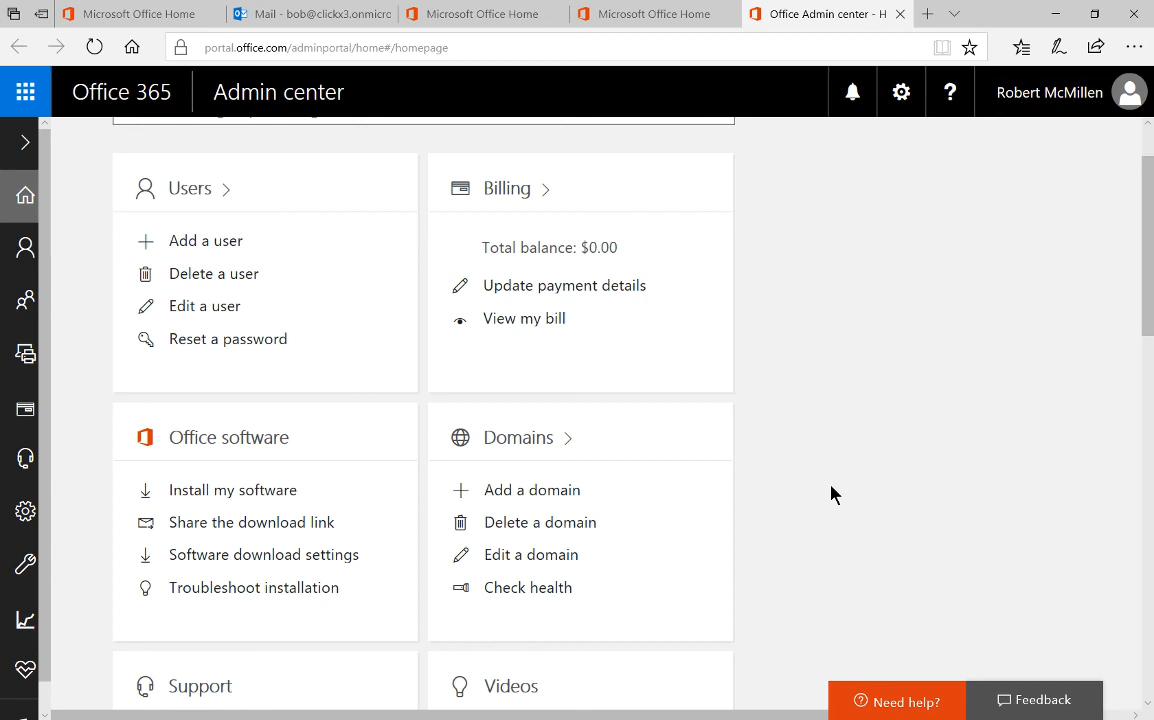 Microsoft Office Home
Mail - bob@clickx3.onmicro
Microsoft Office Home
Microsoft Office Home
Office Admin center - H
portal.office.com/adminportal/home#/homepage
Office 365
Admin center
Robert McMillen
Users
Add a user
Delete a user
Edit a user
Reset a password
Billing
Total balance: $0.00
Update payment details
View my bill
Office software
Install my software
Share the download link
Software download settings
Troubleshoot installation
Domains
Add a domain
Delete a domain
Edit a domain
Check health
Support
Videos
Need help?
Feedback